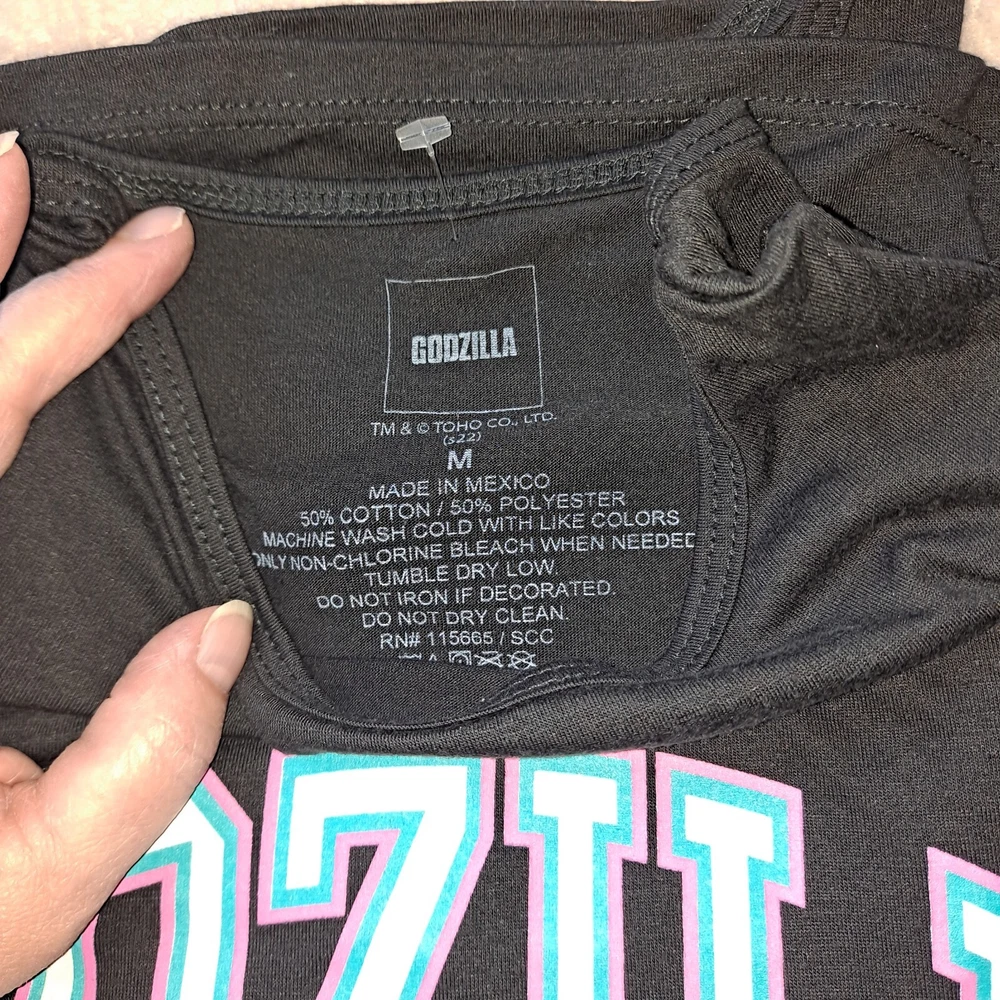 GODZILLA
TM & © TOHO CO., LTD.
(s22)
M
MADE IN MEXICO
50% COTTON / 50% POLYESTER
MACHINE WASH COLD WITH LIKE COLORS
ONLY NON-CHLORINE BLEACH WHEN NEEDED
TUMBLE DRY LOW.
DO NOT IRON IF DECORATED.
DO NOT DRY CLEAN.
RN# 115665 / SCC
DZIL